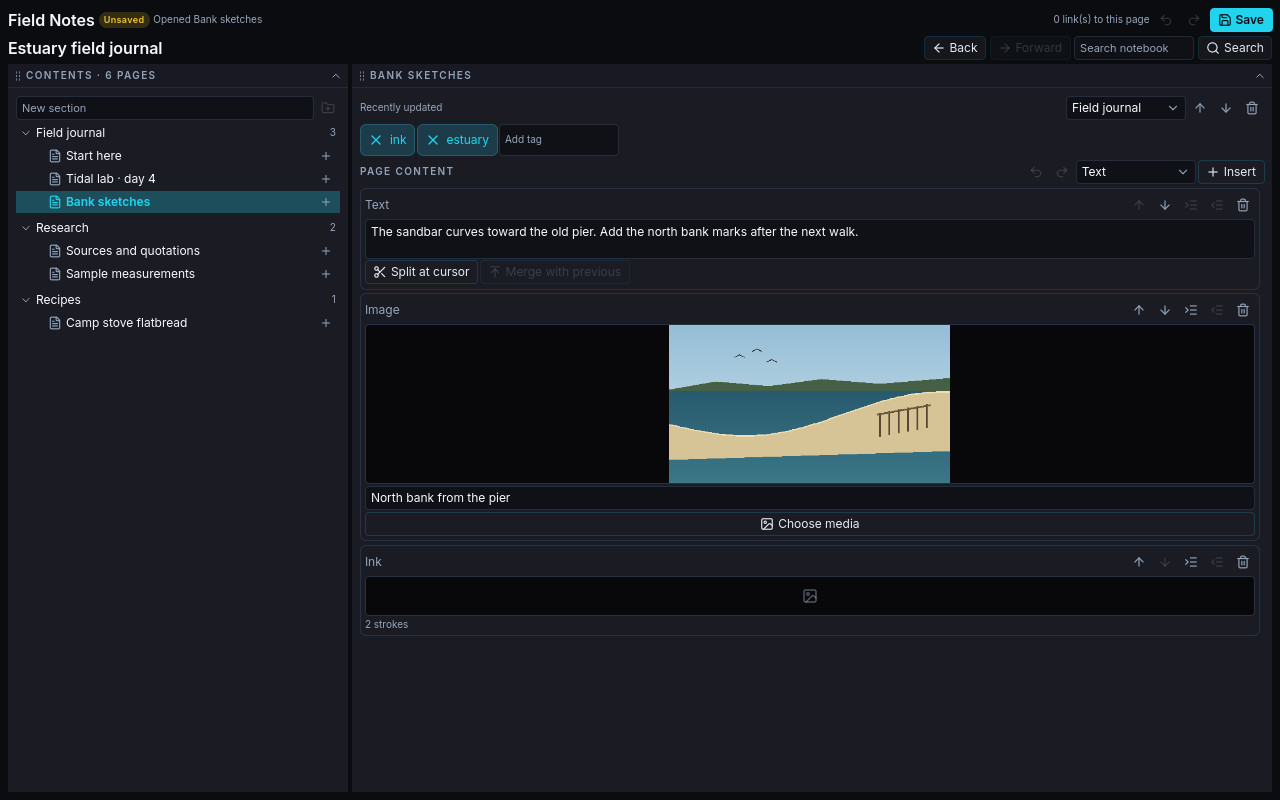 Field Notes Unsaved Opened Bank sketches 0 link(s) to this page Save
Estuary field journal Back Forward Search notebook Search
CONTENTS · 6 PAGES
New section
Field journal 3
Start here
Tidal lab · day 4
Bank sketches
Research 2
Sources and quotations
Sample measurements
Recipes 1
Camp stove flatbread
BANK SKETCHES
Recently updated Field journal
ink estuary Add tag
PAGE CONTENT Text Insert
Text
The sandbar curves toward the old pier. Add the north bank marks after the next walk.
Split at cursor Merge with previous
Image
North bank from the pier
Choose media
Ink
2 strokes